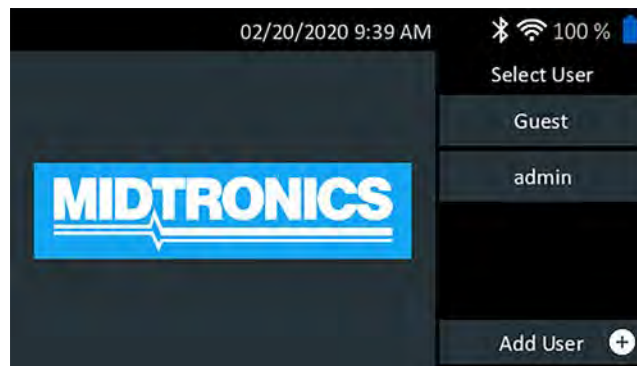 02/20/2020 9:39 AM 100 %
Select User
Guest
admin
MIDTRONICS
Add User